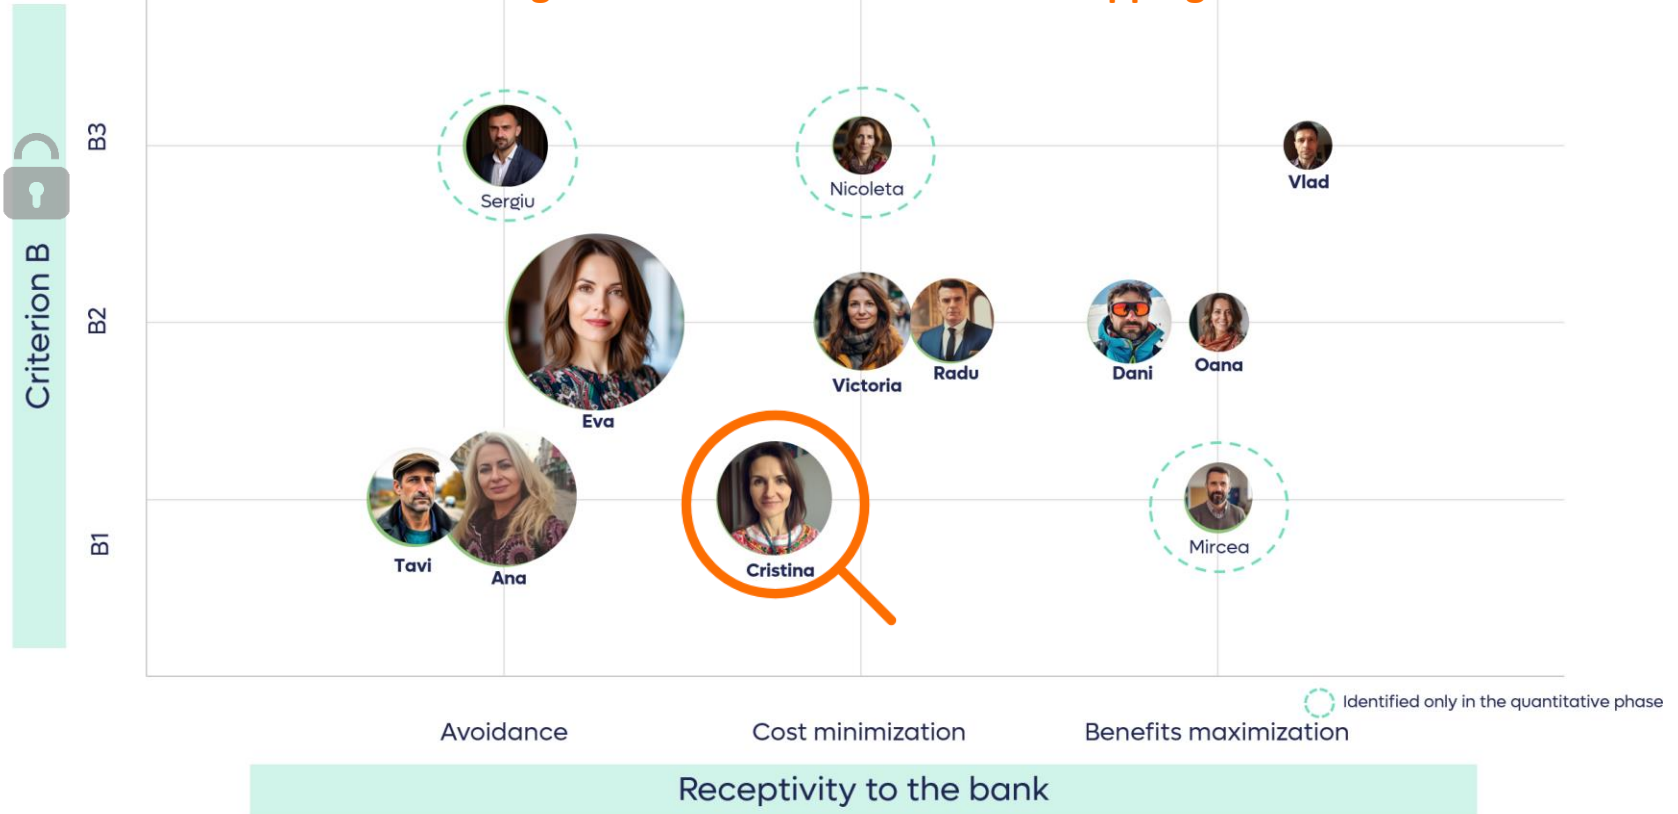 B3
B2
B1
Criterion B
Sergiu
Nicoleta
Vlad
Eva
Victoria
Radu
Dani
Oana
Tavi
Ana
Cristina
Mircea
Identified only in the quantitative phase
Avoidance
Cost minimization
Benefits maximization
Receptivity to the bank